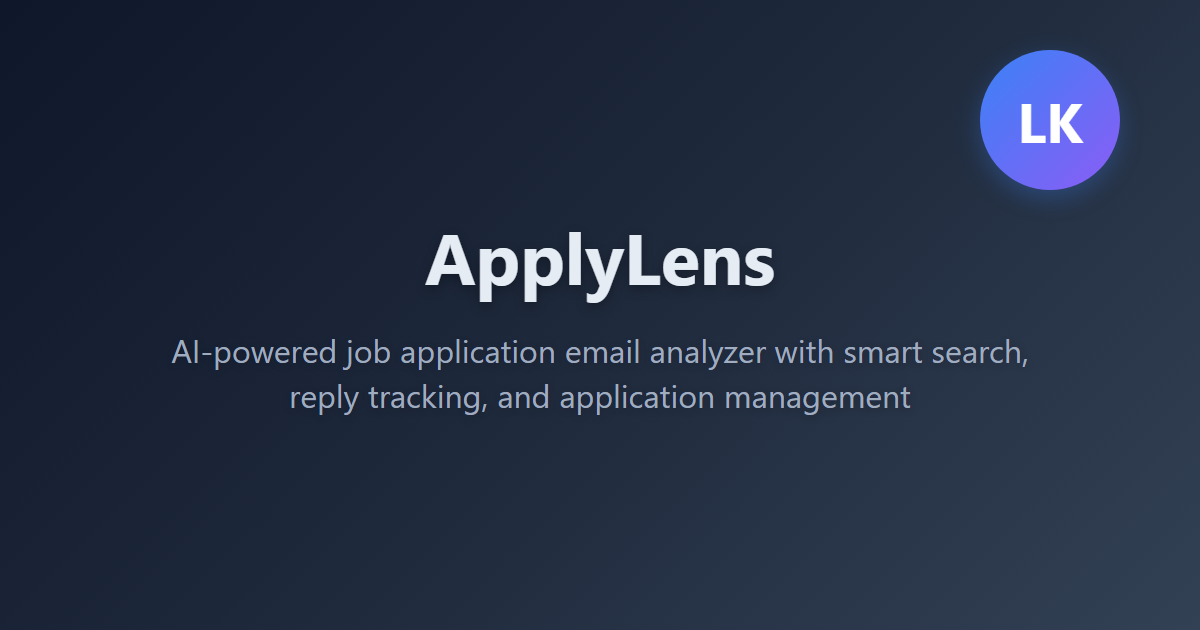 LK
ApplyLens
AI-powered job application email analyzer with smart search,
reply tracking, and application management